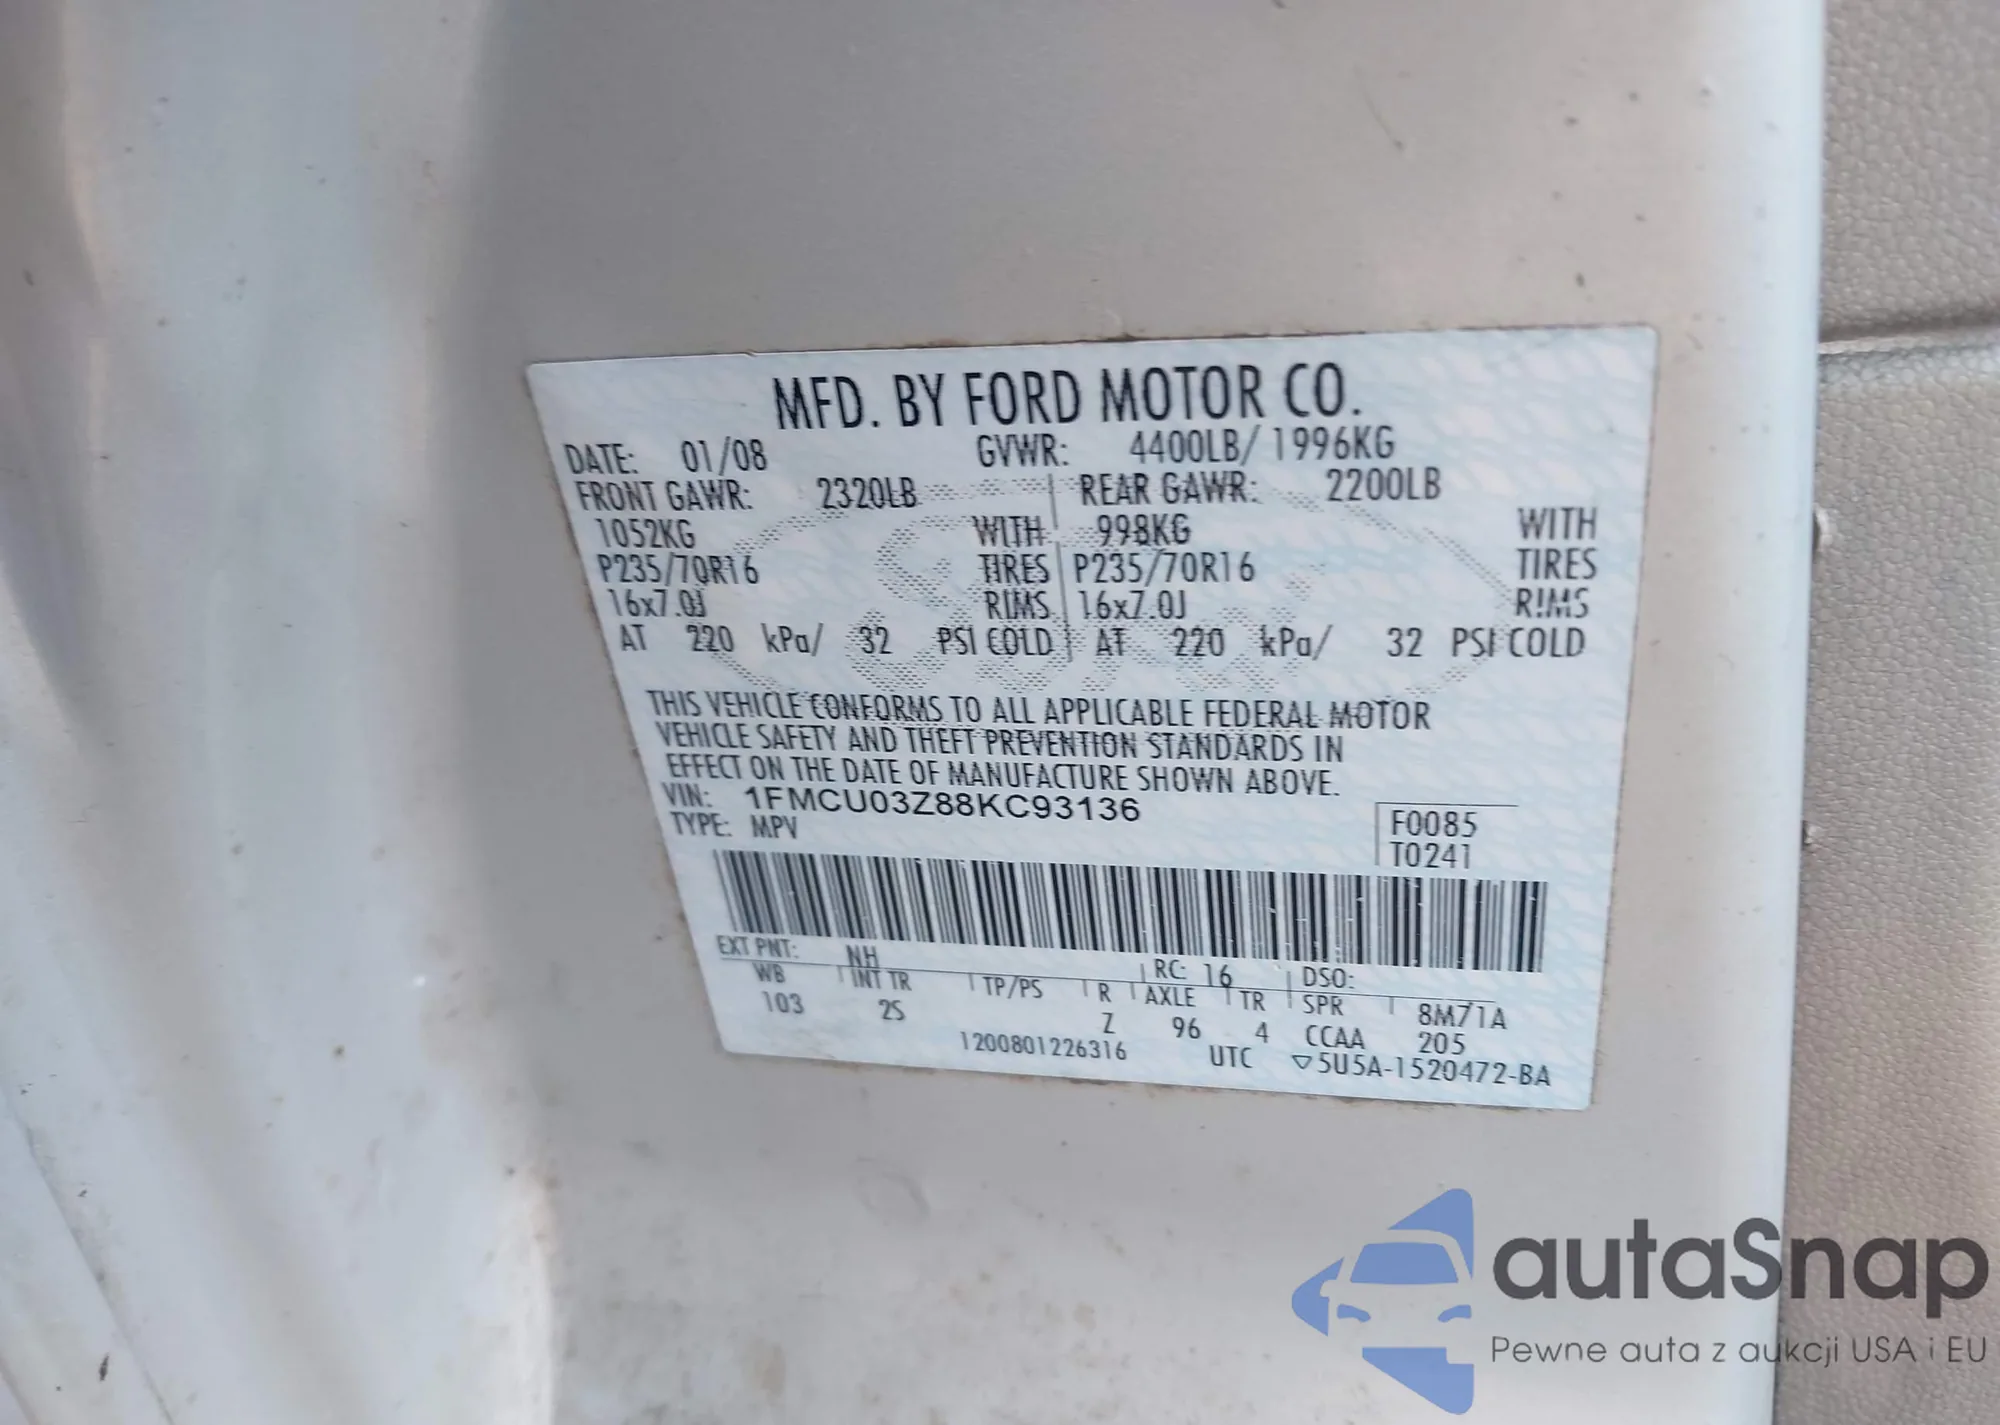 MFD. BY FORD MOTOR CO.
DATE: 01/08 GVWR: 4400LB/ 1996KG
FRONT GAWR: 2320LB REAR GAWR: 2200LB
1052KG WITH 998KG WITH
P235/70R16 TIRES P235/70R16 TIRES
16x7.0J RIMS 16x7.0J RIMS
AT 220 kPa/ 32 PSI COLD AT 220 kPa/ 32 PSI COLD
THIS VEHICLE CONFORMS TO ALL APPLICABLE FEDERAL MOTOR
VEHICLE SAFETY AND THEFT PREVENTION STANDARDS IN
EFFECT ON THE DATE OF MANUFACTURE SHOWN ABOVE.
VIN: 1FMCU03Z88KC93136
TYPE: MPV
F0085
T0241
EXT PNT: NH RC: 16 DSO:
WB INT TR TP/PS R AXLE TR SPR 8M71A
103 2S Z 96 4 CCAA 205
1200801226316 UTC ▽5U5A-1520472-BA
autaSnap
Pewne auta z aukcji USA i EU